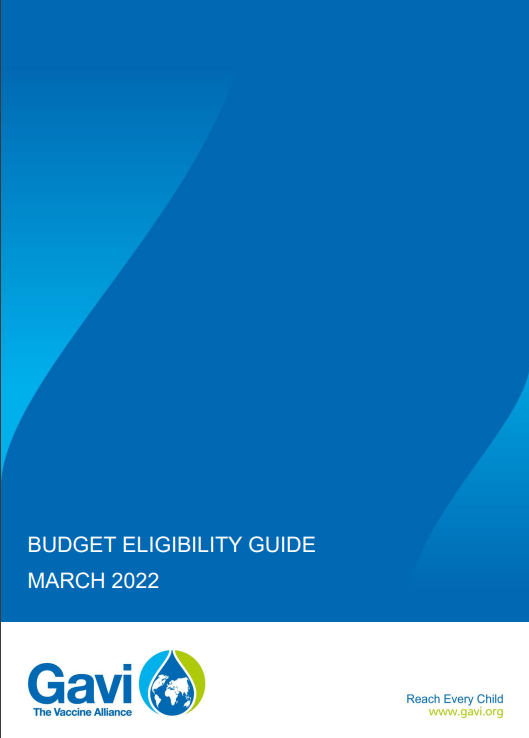 BUDGET ELIGIBILITY GUIDE
MARCH 2022
Gavi
The Vaccine Alliance
Reach Every Child
www.gavi.org